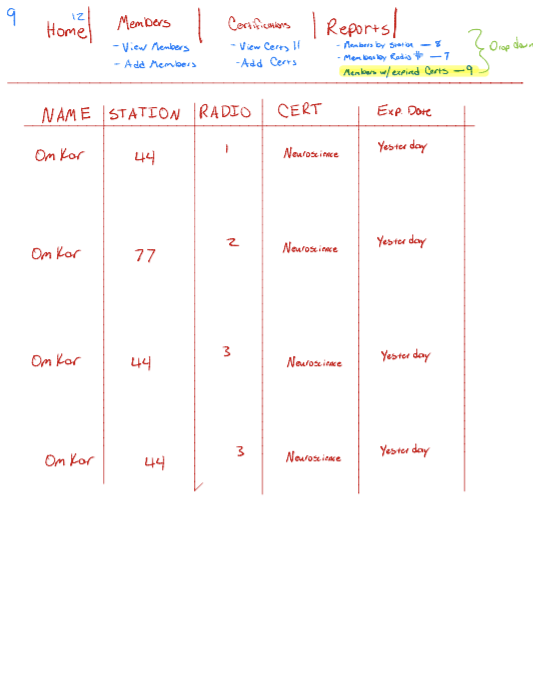 9
Home 12 | Members | Certifications | Reports |
- View Members - View Certs 11 - Members by Station — 8
- Add Members - Add Certs - Members by Radio # — 7
Members w/ expired Certs — 9
Drop down
NAME STATION RADIO CERT Exp Date
Om Kar 44 1 Neuroscience Yesterday
Om Kar 77 2 Neuroscience Yesterday
Om Kar 44 3 Neuroscience Yesterday
Om Kar 44 3 Neuroscience Yesterday